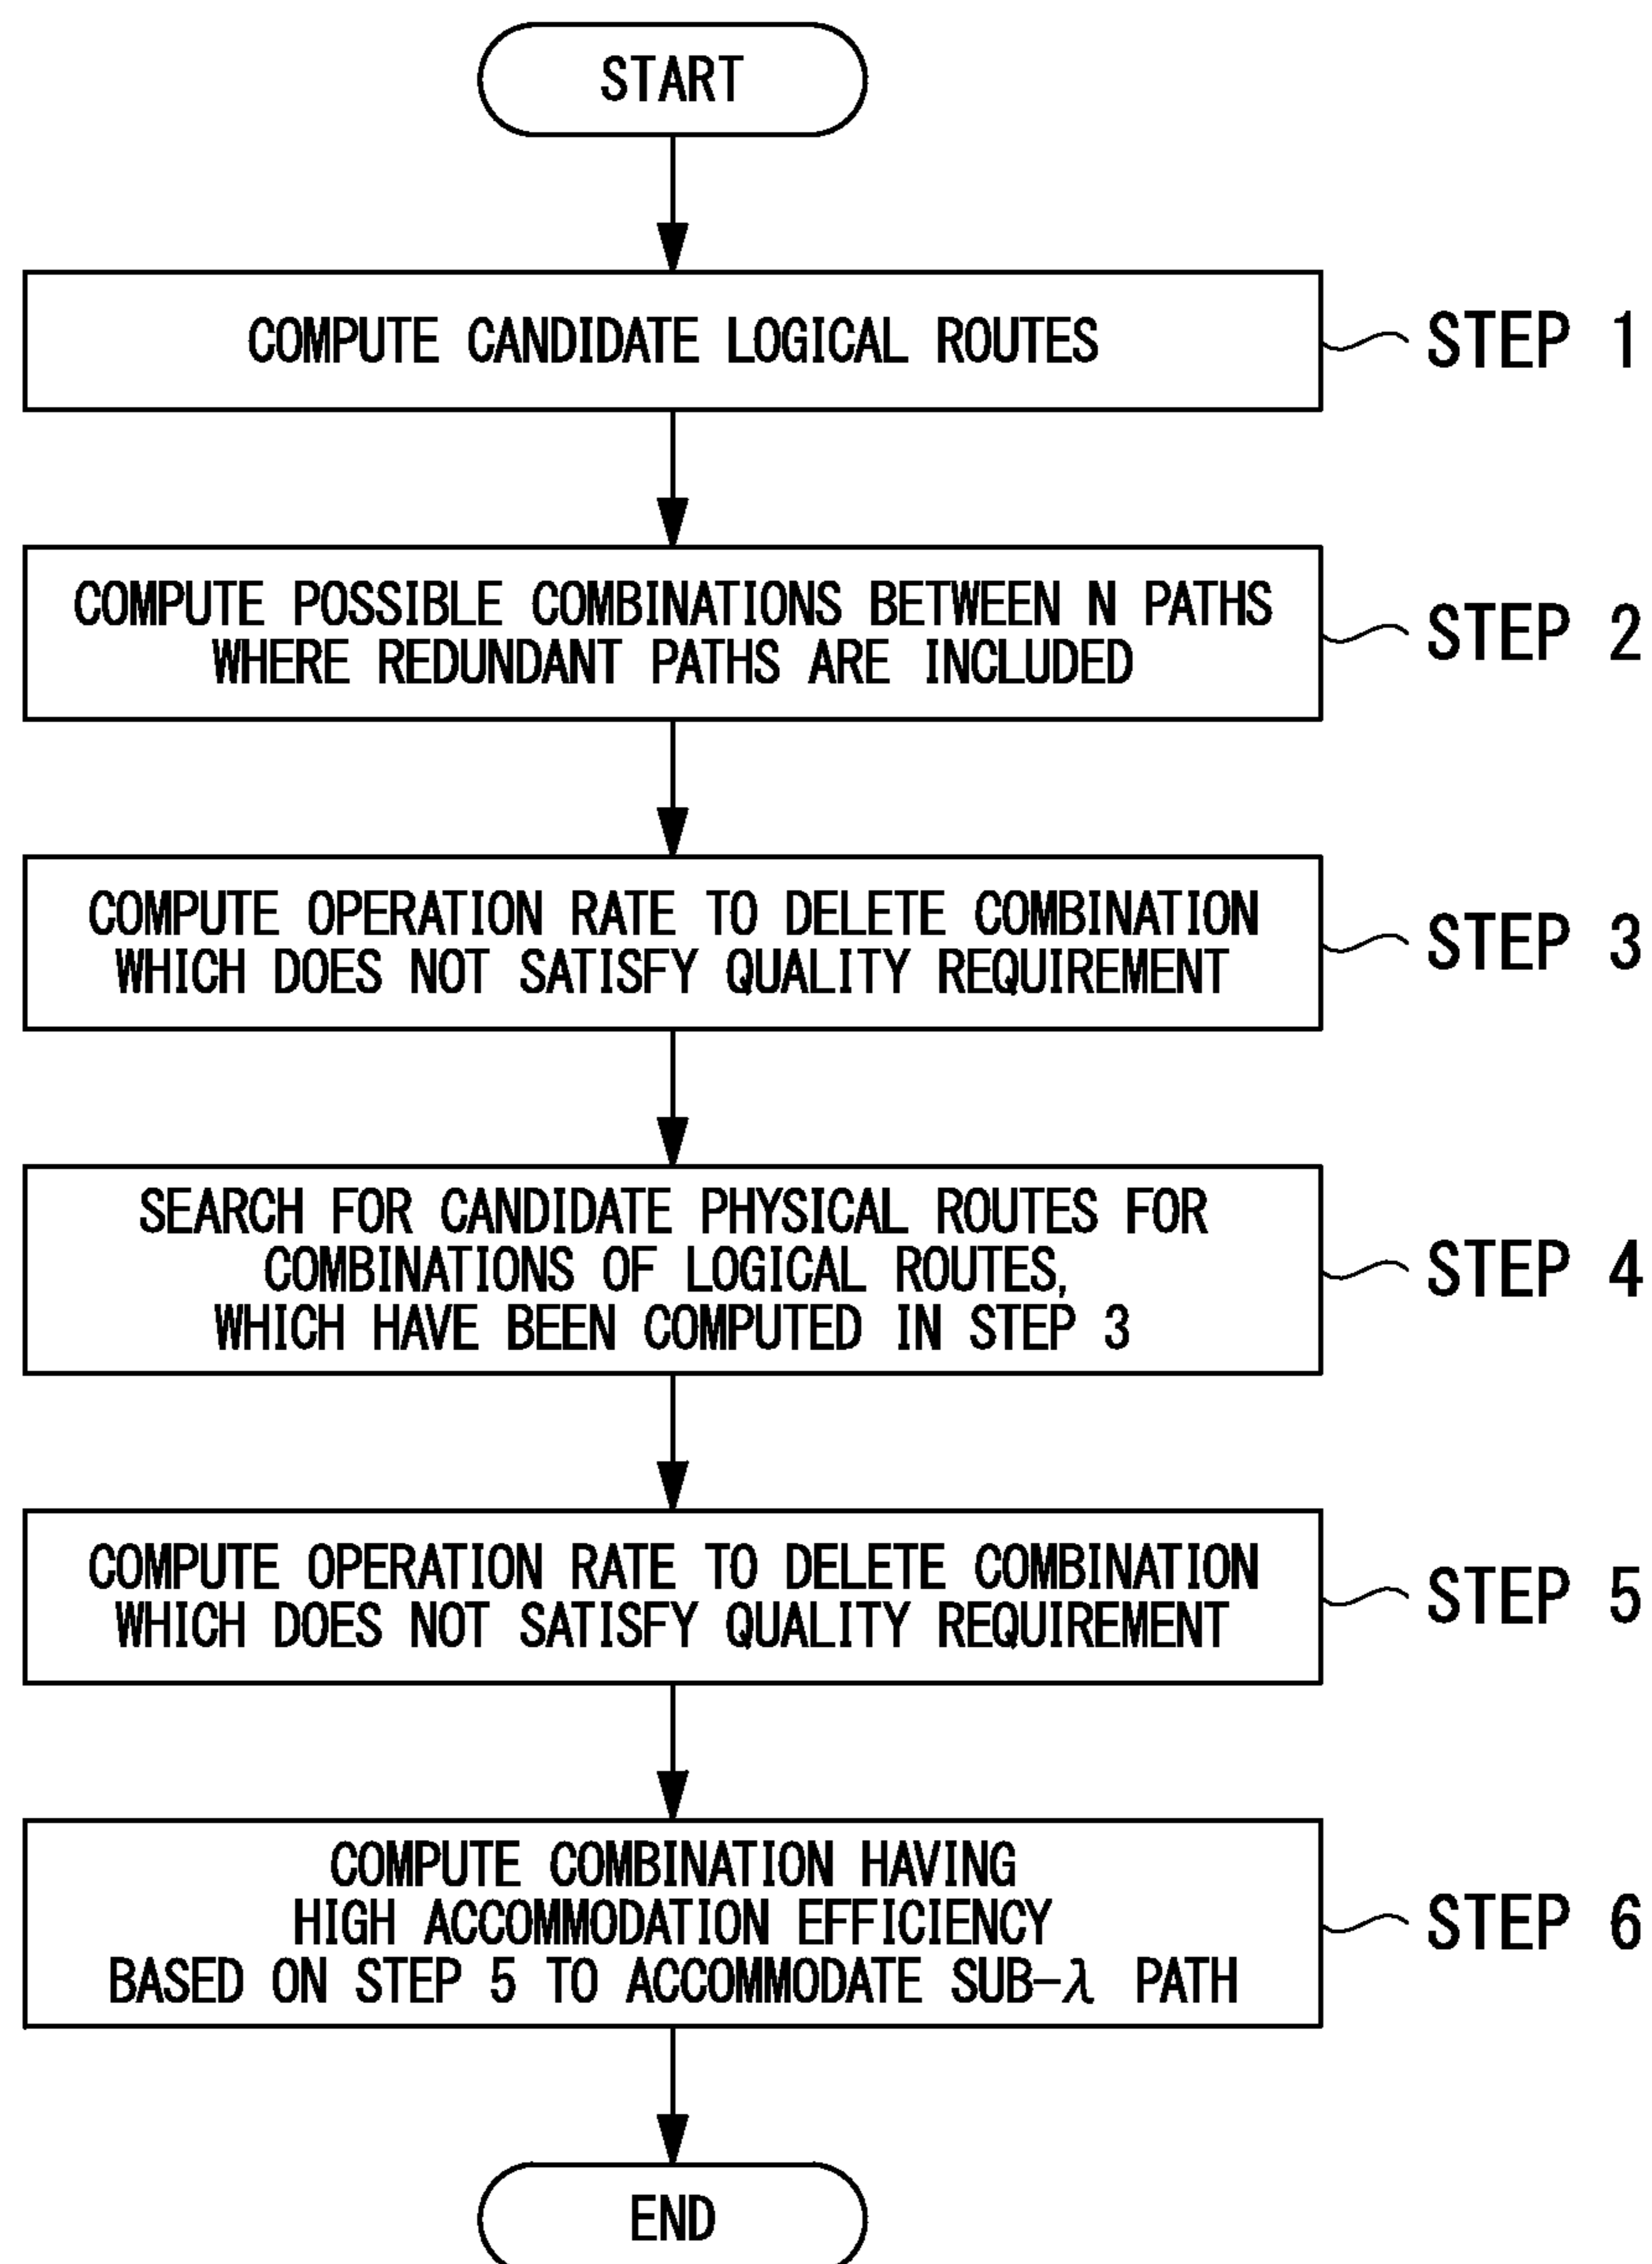 START
COMPUTE CANDIDATE LOGICAL ROUTES
STEP 1
COMPUTE POSSIBLE COMBINATIONS BETWEEN N PATHS
WHERE REDUNDANT PATHS ARE INCLUDED
STEP 2
COMPUTE OPERATION RATE TO DELETE COMBINATION
WHICH DOES NOT SATISFY QUALITY REQUIREMENT
STEP 3
SEARCH FOR CANDIDATE PHYSICAL ROUTES FOR
COMBINATIONS OF LOGICAL ROUTES,
WHICH HAVE BEEN COMPUTED IN STEP 3
STEP 4
COMPUTE OPERATION RATE TO DELETE COMBINATION
WHICH DOES NOT SATISFY QUALITY REQUIREMENT
STEP 5
COMPUTE COMBINATION HAVING
HIGH ACCOMMODATION EFFICIENCY
BASED ON STEP 5 TO ACCOMMODATE SUB-λ PATH
STEP 6
END